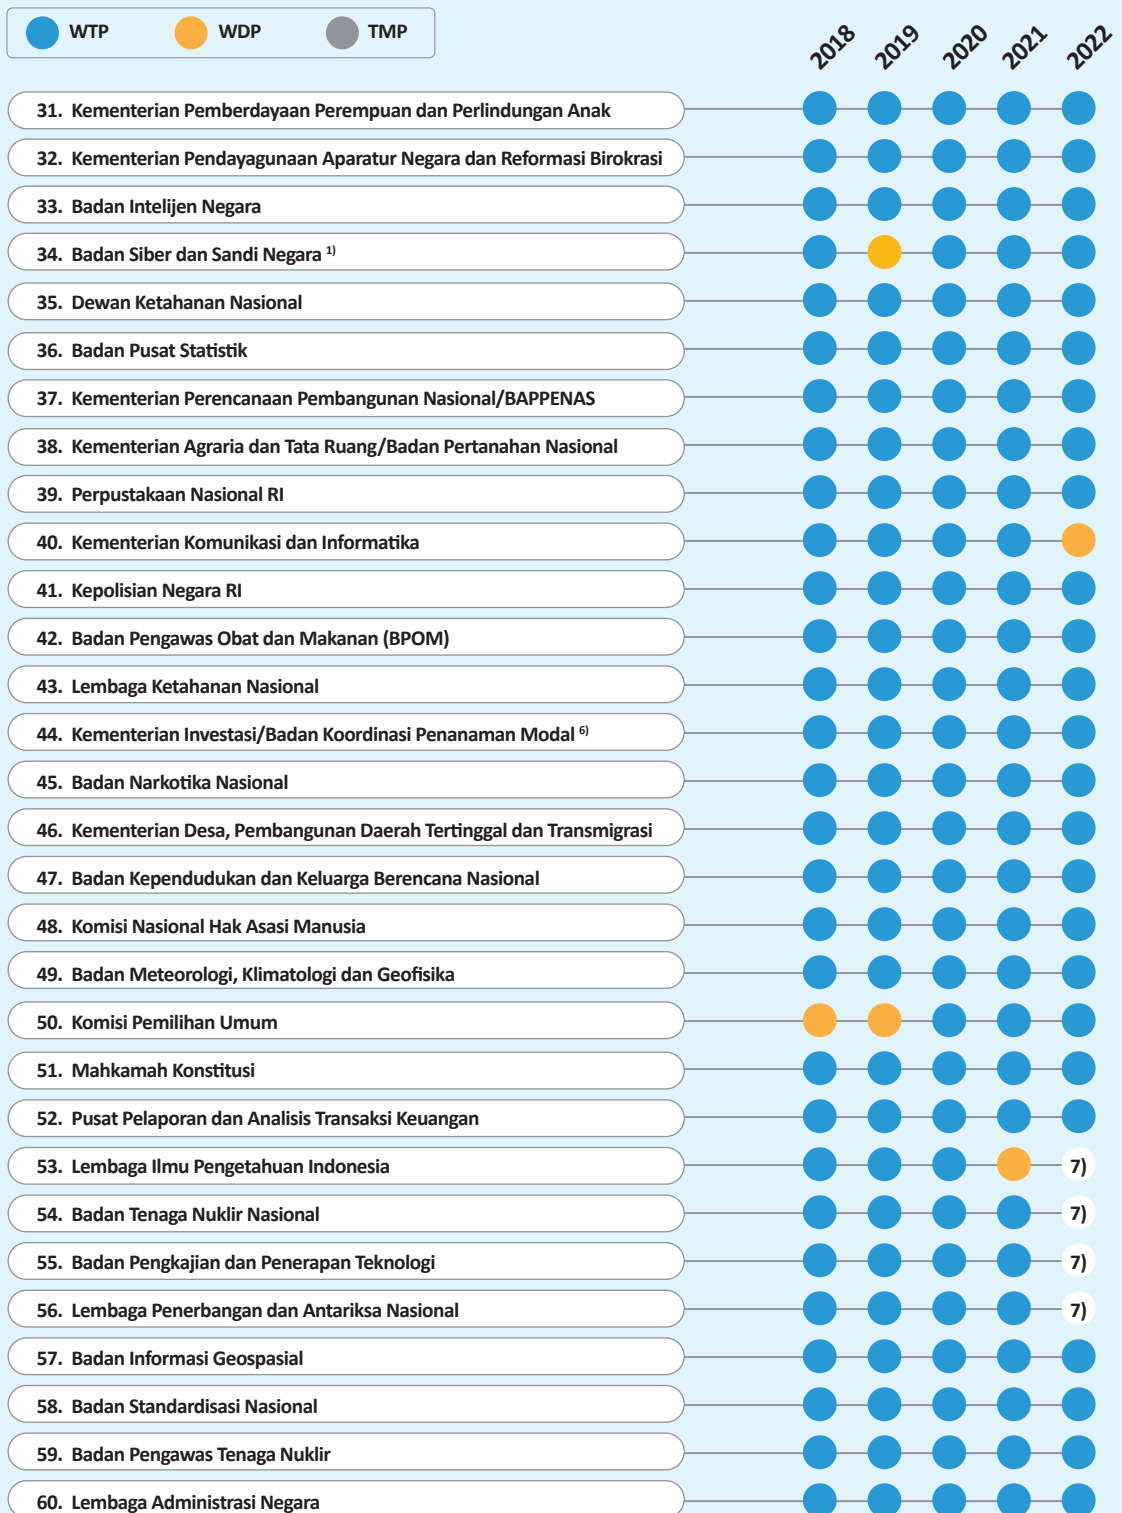 WTP WDP TMP
2018 2019 2020 2021 2022
31. Kementerian Pemberdayaan Perempuan dan Perlindungan Anak
32. Kementerian Pendayagunaan Aparatur Negara dan Reformasi Birokrasi
33. Badan Intelijen Negara
34. Badan Siber dan Sandi Negara 1)
35. Dewan Ketahanan Nasional
36. Badan Pusat Statistik
37. Kementerian Perencanaan Pembangunan Nasional/BAPPENAS
38. Kementerian Agraria dan Tata Ruang/Badan Pertanahan Nasional
39. Perpustakaan Nasional RI
40. Kementerian Komunikasi dan Informatika
41. Kepolisian Negara RI
42. Badan Pengawas Obat dan Makanan (BPOM)
43. Lembaga Ketahanan Nasional
44. Kementerian Investasi/Badan Koordinasi Penanaman Modal 6)
45. Badan Narkotika Nasional
46. Kementerian Desa, Pembangunan Daerah Tertinggal dan Transmigrasi
47. Badan Kependudukan dan Keluarga Berencana Nasional
48. Komisi Nasional Hak Asasi Manusia
49. Badan Meteorologi, Klimatologi dan Geofisika
50. Komisi Pemilihan Umum
51. Mahkamah Konstitusi
52. Pusat Pelaporan dan Analisis Transaksi Keuangan
53. Lembaga Ilmu Pengetahuan Indonesia 7)
54. Badan Tenaga Nuklir Nasional 7)
55. Badan Pengkajian dan Penerapan Teknologi 7)
56. Lembaga Penerbangan dan Antariksa Nasional 7)
57. Badan Informasi Geospasial
58. Badan Standardisasi Nasional
59. Badan Pengawas Tenaga Nuklir
60. Lembaga Administrasi Negara